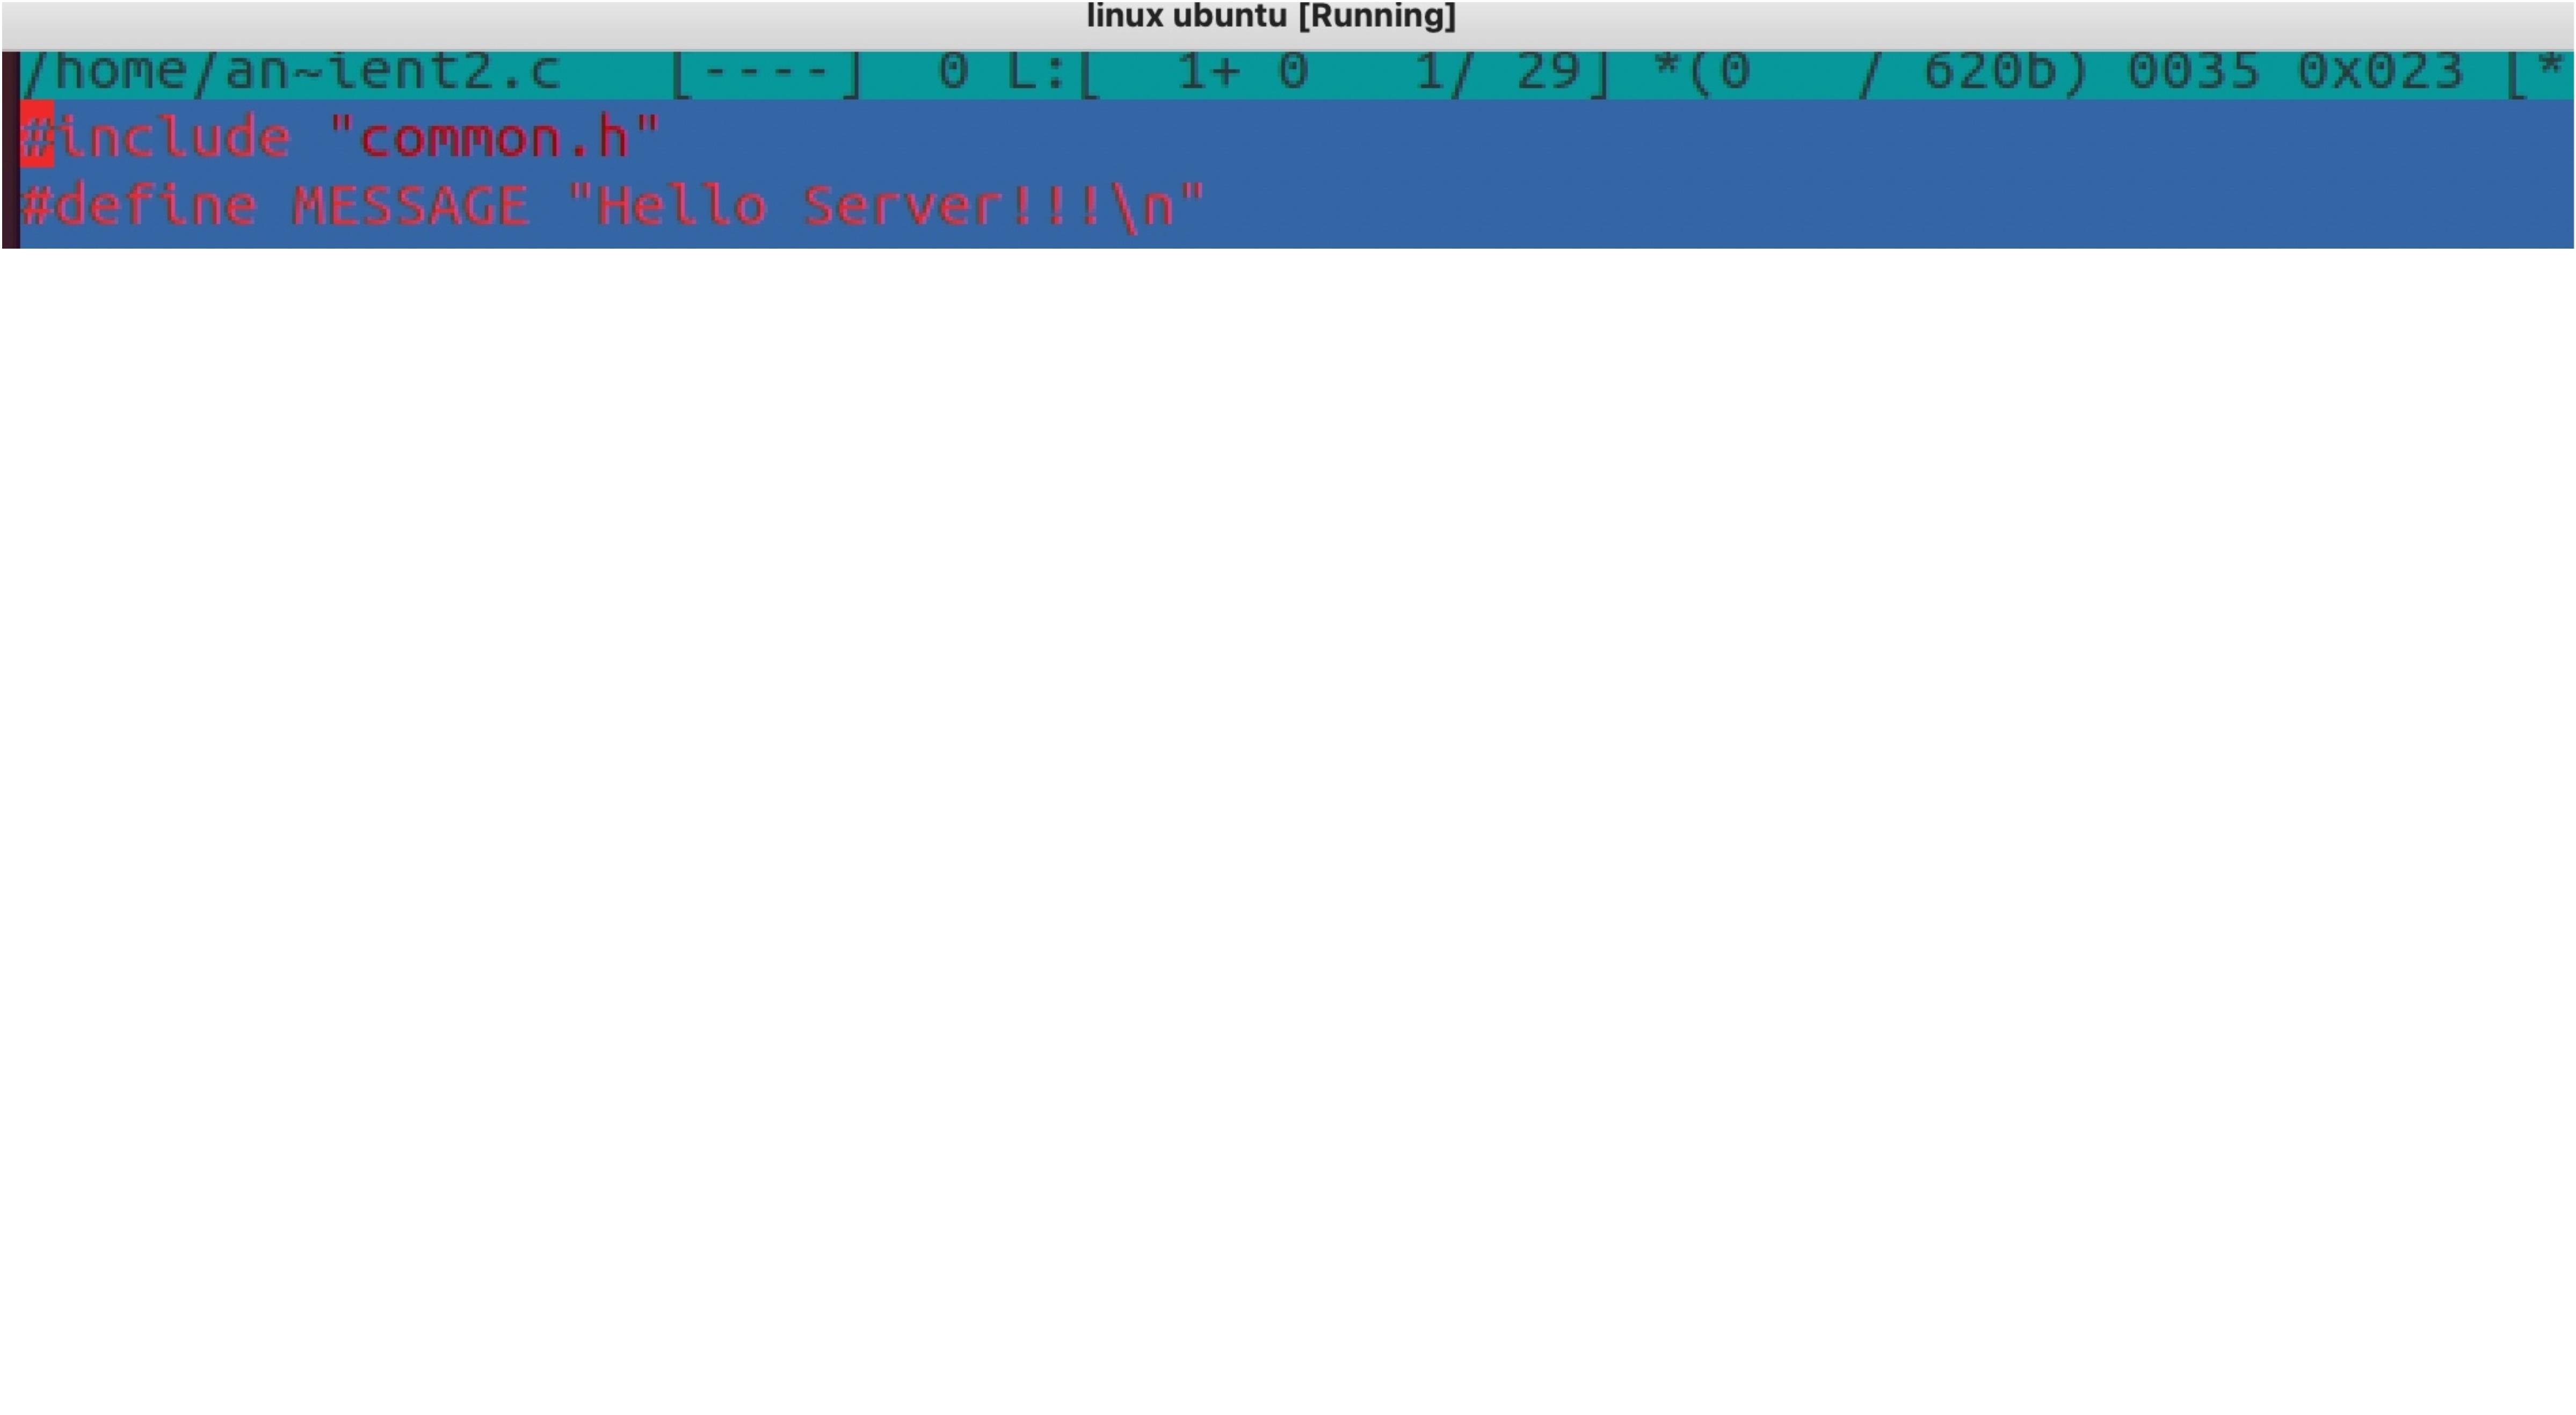 linux ubuntu [Running]
/home/an~ient2.c   [----]  0 L:[  1+ 0   1/ 29] *(0   / 620b) 0035 0x023 [*
#include "common.h"
#define MESSAGE "Hello Server!!!\n"